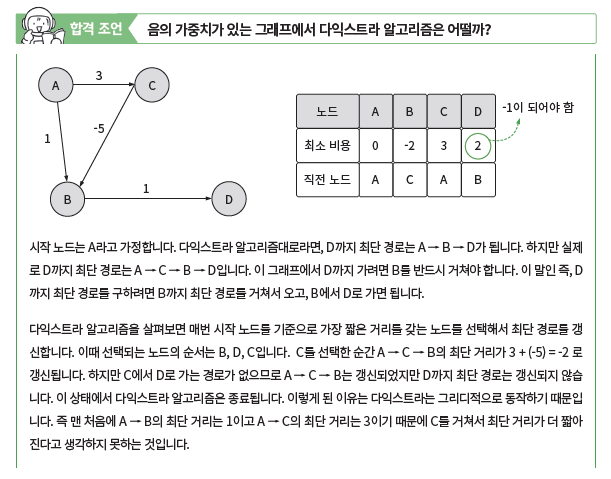 합격 조언 음의 가중치가 있는 그래프에서 다익스트라 알고리즘은 어떨까?
A 3 C
1 -5
B 1 D
노드 A B C D
최소 비용 0 -2 3 2
직전 노드 A C A B
-1이 되어야 함
시작 노드는 A라고 가정합니다. 다익스트라 알고리즘대로라면, D까지 최단 경로는 A → B → D가 됩니다. 하지만 실제
로 D까지 최단 경로는 A → C → B → D입니다. 이 그래프에서 D까지 가려면 B를 반드시 거쳐야 합니다. 이 말인 즉, D
까지 최단 경로를 구하려면 B까지 최단 경로를 거쳐서 오고, B에서 D로 가면 됩니다.
다익스트라 알고리즘을 살펴보면 매번 시작 노드를 기준으로 가장 짧은 거리를 갖는 노드를 선택해서 최단 경로를 갱
신합니다. 이때 선택되는 노드의 순서는 B, D, C입니다. C를 선택한 순간 A → C → B의 최단 거리가 3 + (-5) = -2 로
갱신됩니다. 하지만 C에서 D로 가는 경로가 없으므로 A → C → B는 갱신되었지만 D까지 최단 경로는 갱신되지 않습
니다. 이 상태에서 다익스트라 알고리즘은 종료됩니다. 이렇게 된 이유는 다익스트라는 그리디적으로 동작하기 때문입
니다. 즉 맨 처음에 A → B의 최단 거리는 1이고 A → C의 최단 거리는 3이기 때문에 C를 거쳐서 최단 거리가 더 짧아
진다고 생각하지 못하는 것입니다.